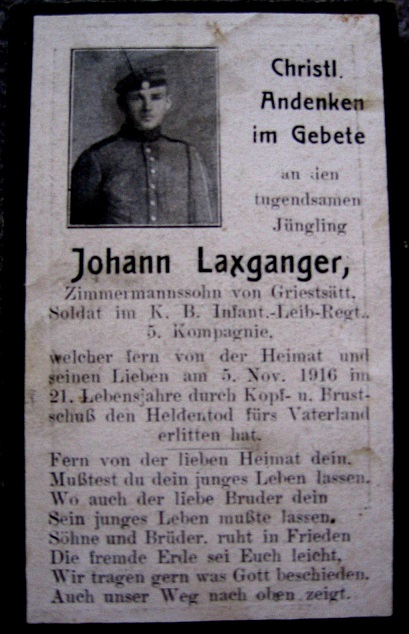 Christl.
Andenken
im Gebete
an den
tugendsamen
Jüngling
Johann Laxganger,
Zimmermannssohn von Griestsätt.
Soldat im K. B. Infant.-Leib-Regt.,
5. Kompagnie,
welcher fern von der Heimat und
seinen Lieben am 5. Nov. 1916 im
21. Lebensjahre durch Kopf- u. Brust-
schuß den Heldentod fürs Vaterland
erlitten hat.
Fern von der lieben Heimat dein,
Mußtest du dein junges Leben lassen.
Wo auch der liebe Bruder dein
Sein junges Leben mußte lassen.
Söhne und Brüder, ruht in Frieden
Die fremde Erde sei Euch leicht,
Wir tragen gern was Gott beschieden,
Auch unser Weg nach oben zeigt.